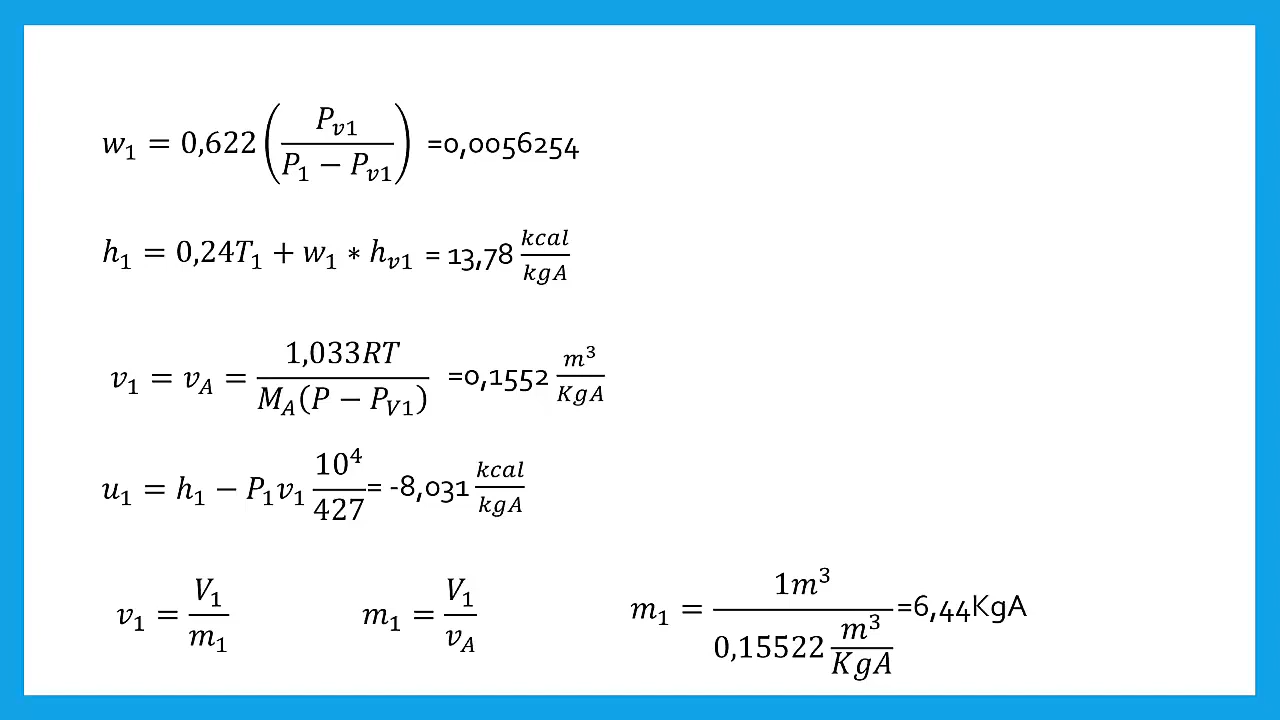 w₁ = 0,622 (P_v1 / (P₁ − P_v1)) =0,0056254
h₁ = 0,24T₁ + w₁ ∗ h_v1 = 13,78 kcal/kgA
v₁ = v_A = 1,033RT / (M_A(P − P_V1)) =0,1552 m³/KgA
u₁ = h₁ − P₁v₁ 10⁴/427 = -8,031 kcal/kgA
v₁ = V₁/m₁ m₁ = V₁/v_A m₁ = 1m³ / (0,15522 m³/KgA) =6,44KgA